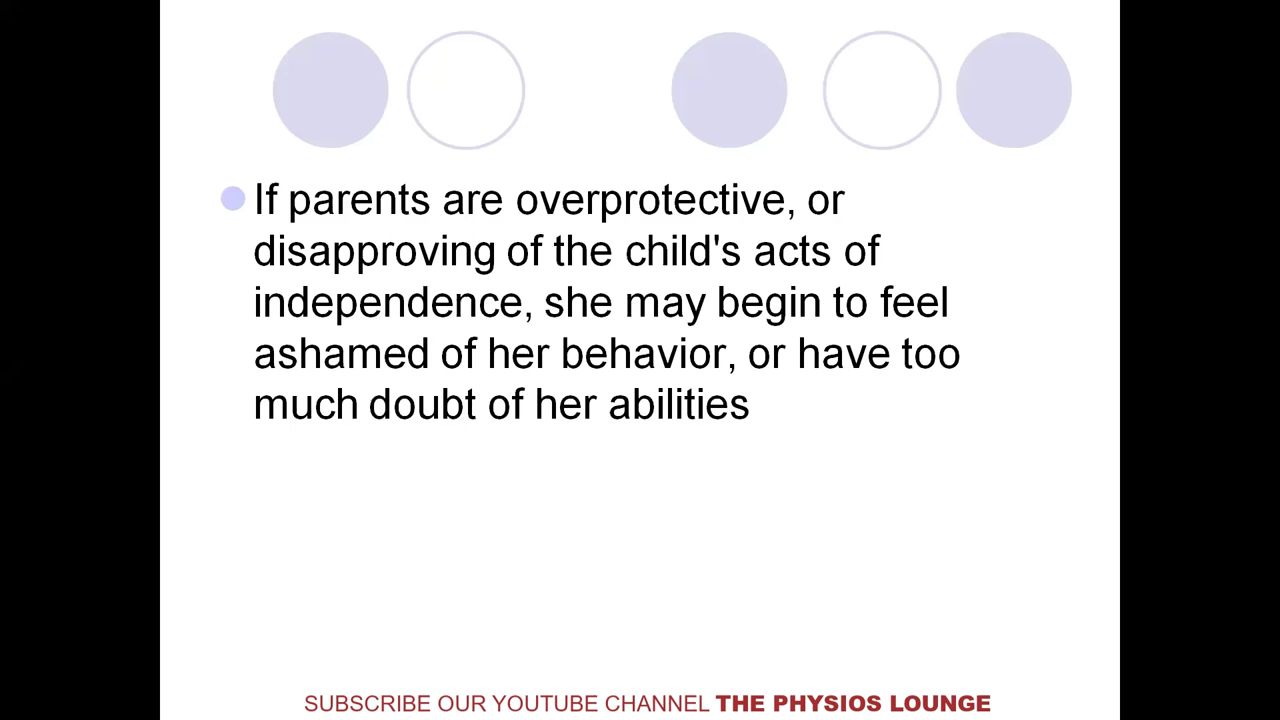 If parents are overprotective, or
disapproving of the child's acts of
independence, she may begin to feel
ashamed of her behavior, or have too
much doubt of her abilities
SUBSCRIBE OUR YOUTUBE CHANNEL THE PHYSIOS LOUNGE